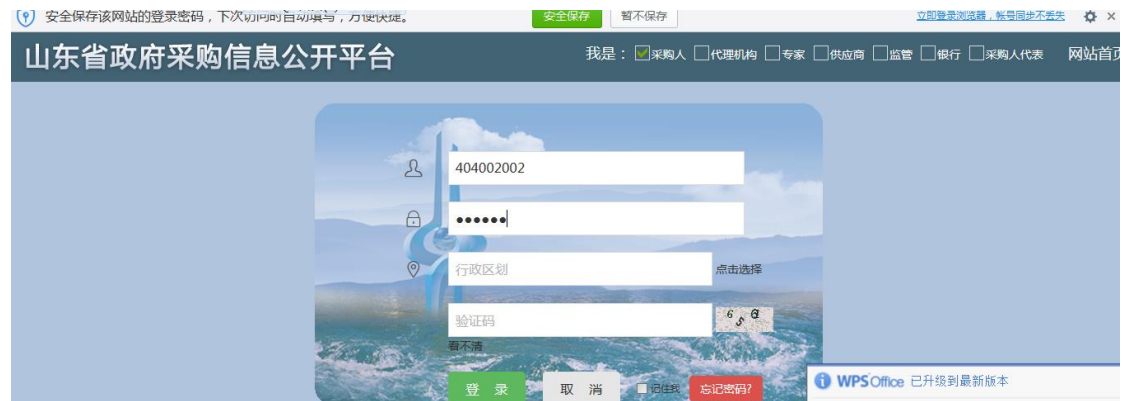 安全保存该网站的登录密码，下次访问时自动填写，方便快捷。 安全保存 暂不保存 立即登录浏览器，帐号同步不丢失
山东省政府采购信息公开平台 我是： 采购人 代理机构 专家 供应商 监管 银行 采购人代表 网站首页
404002002
••••••
行政区划 点击选择
验证码
看不清
登 录 取 消 记住我 忘记密码?
WPS Office 已升级到最新版本